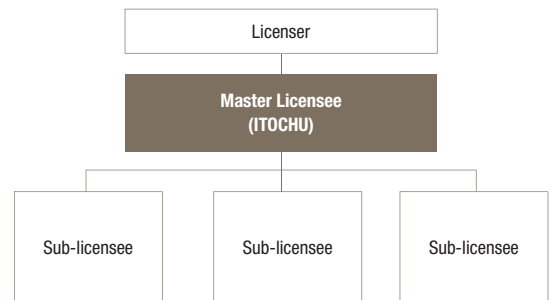 Licenser
Master Licensee
(ITOCHU)
Sub-licensee
Sub-licensee
Sub-licensee